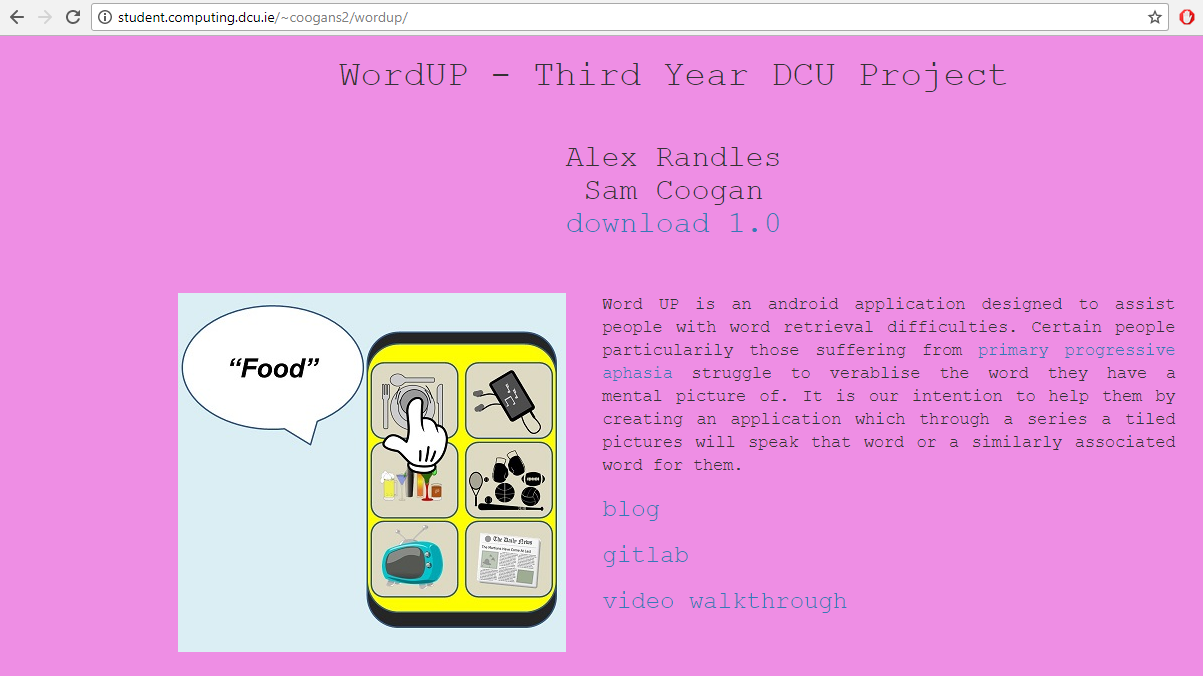 student.computing.dcu.ie/~coogans2/wordup/
WordUP - Third Year DCU Project
Alex Randles
Sam Coogan
download 1.0
“Food”
The Daily News
Word UP is an android application designed to assist
people with word retrieval difficulties. Certain people
particularily those suffering from primary progressive
aphasia struggle to verablise the word they have a
mental picture of. It is our intention to help them by
creating an application which through a series a tiled
pictures will speak that word or a similarly associated
word for them.
blog
gitlab
video walkthrough